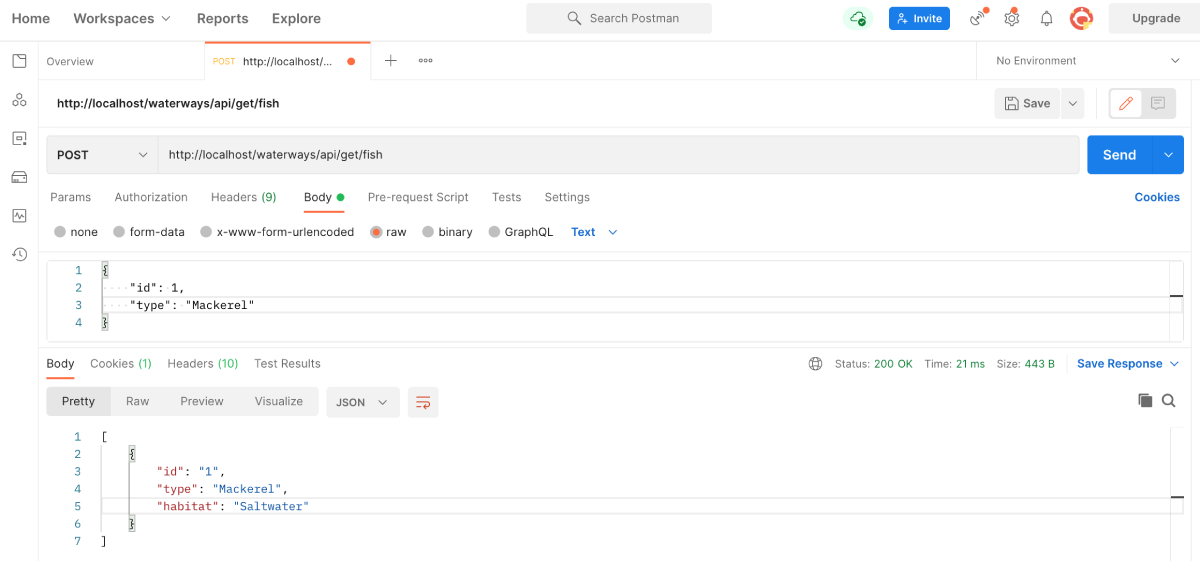 Home Workspaces Reports Explore Search Postman Invite Upgrade
Overview POST http://localhost/... No Environment
http://localhost/waterways/api/get/fish Save
POST http://localhost/waterways/api/get/fish Send
Params Authorization Headers (9) Body Pre-request Script Tests Settings Cookies
none form-data x-www-form-urlencoded raw binary GraphQL Text
1 {
2 "id": 1,
3 "type": "Mackerel"
4 }
Body Cookies (1) Headers (10) Test Results Status: 200 OK Time: 21 ms Size: 443 B Save Response
Pretty Raw Preview Visualize JSON
1 [
2 {
3 "id": "1",
4 "type": "Mackerel",
5 "habitat": "Saltwater"
6 }
7 ]